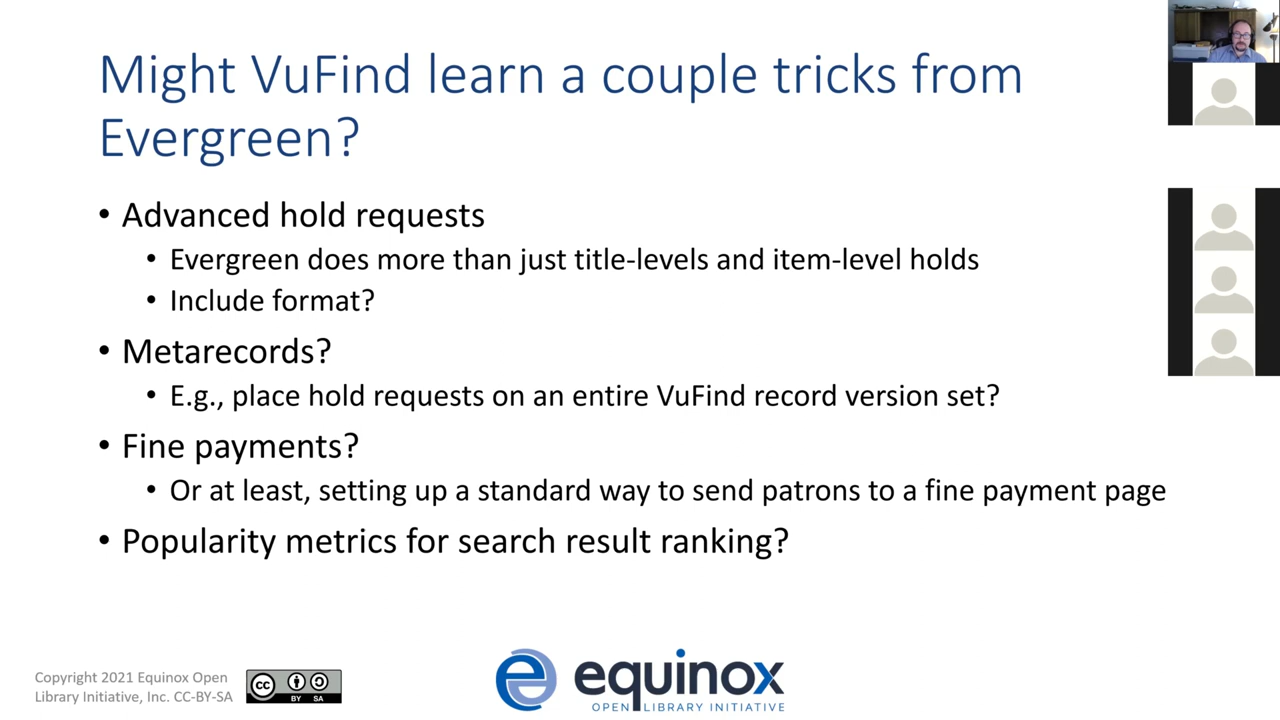 Might VuFind learn a couple tricks from
Evergreen?
• Advanced hold requests
• Evergreen does more than just title-levels and item-level holds
• Include format?
• Metarecords?
• E.g., place hold requests on an entire VuFind record version set?
• Fine payments?
• Or at least, setting up a standard way to send patrons to a fine payment page
• Popularity metrics for search result ranking?
Copyright 2021 Equinox Open
Library Initiative, Inc. CC-BY-SA
cc
BY SA
e equinox
OPEN LIBRARY INITIATIVE